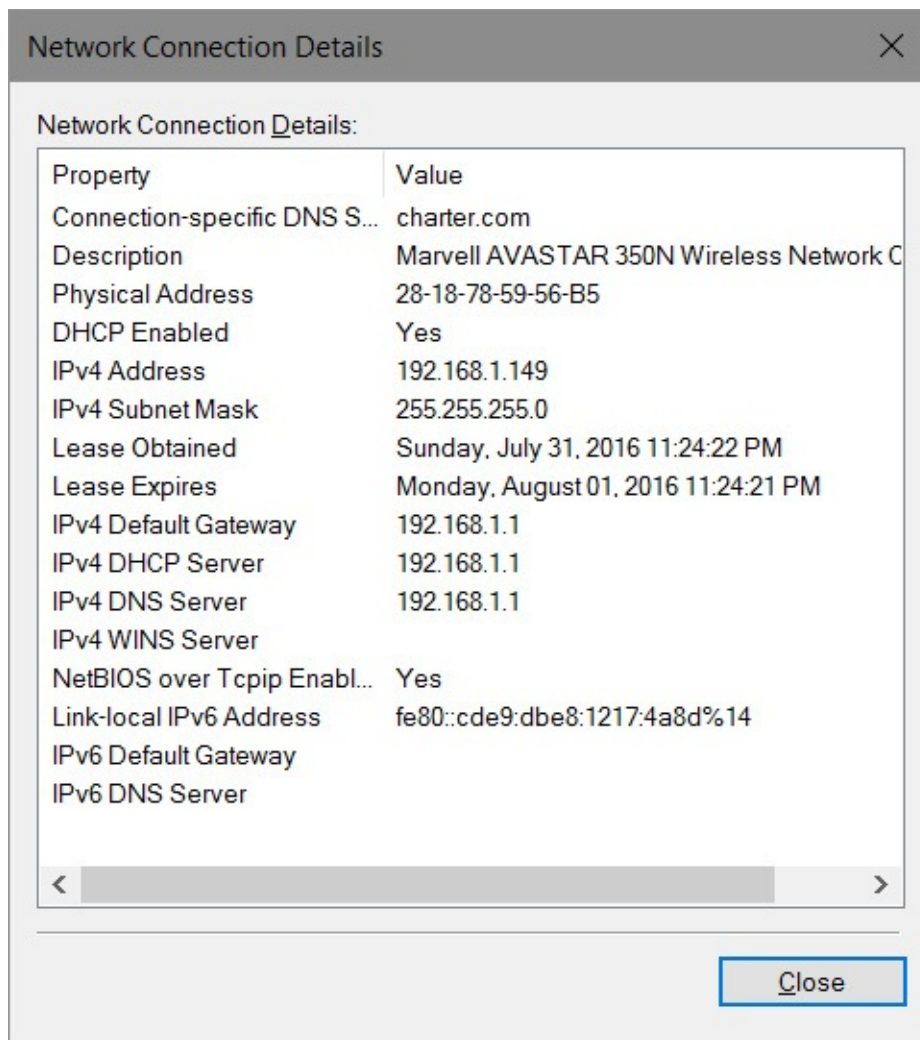 Network Connection Details
Network Connection Details:
Property Value
Connection-specific DNS S... charter.com
Description Marvell AVASTAR 350N Wireless Network C
Physical Address 28-18-78-59-56-B5
DHCP Enabled Yes
IPv4 Address 192.168.1.149
IPv4 Subnet Mask 255.255.255.0
Lease Obtained Sunday, July 31, 2016 11:24:22 PM
Lease Expires Monday, August 01, 2016 11:24:21 PM
IPv4 Default Gateway 192.168.1.1
IPv4 DHCP Server 192.168.1.1
IPv4 DNS Server 192.168.1.1
IPv4 WINS Server
NetBIOS over Tcpip Enabl... Yes
Link-local IPv6 Address fe80::cde9:dbe8:1217:4a8d%14
IPv6 Default Gateway
IPv6 DNS Server
Close